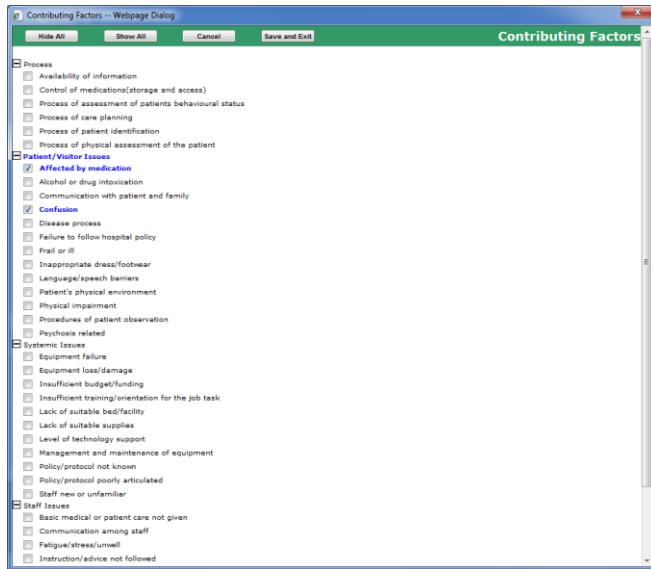 Contributing Factors -- Webpage Dialog
Hide All Show All Cancel Save and Exit Contributing Factors
Process
Availability of information
Control of medications(storage and access)
Process of assessment of patients behavioural status
Process of care planning
Process of patient identification
Process of physical assessment of the patient
Patient/Visitor Issues
Affected by medication
Alcohol or drug intoxication
Communication with patient and family
Confusion
Disease process
Failure to follow hospital policy
Frail or ill
Inappropriate dress/footwear
Language/speech barriers
Patient's physical environment
Physical impairment
Procedures of patient observation
Psychosis related
Systemic Issues
Equipment failure
Equipment loss/damage
Insufficient budget/funding
Insufficient training/orientation for the job task
Lack of suitable bed/facility
Lack of suitable supplies
Level of technology support
Management and maintenance of equipment
Policy/protocol not known
Policy/protocol poorly articulated
Staff new or unfamiliar
Staff Issues
Basic medical or patient care not given
Communication among staff
Fatigue/stress/unwell
Instruction/advice not followed